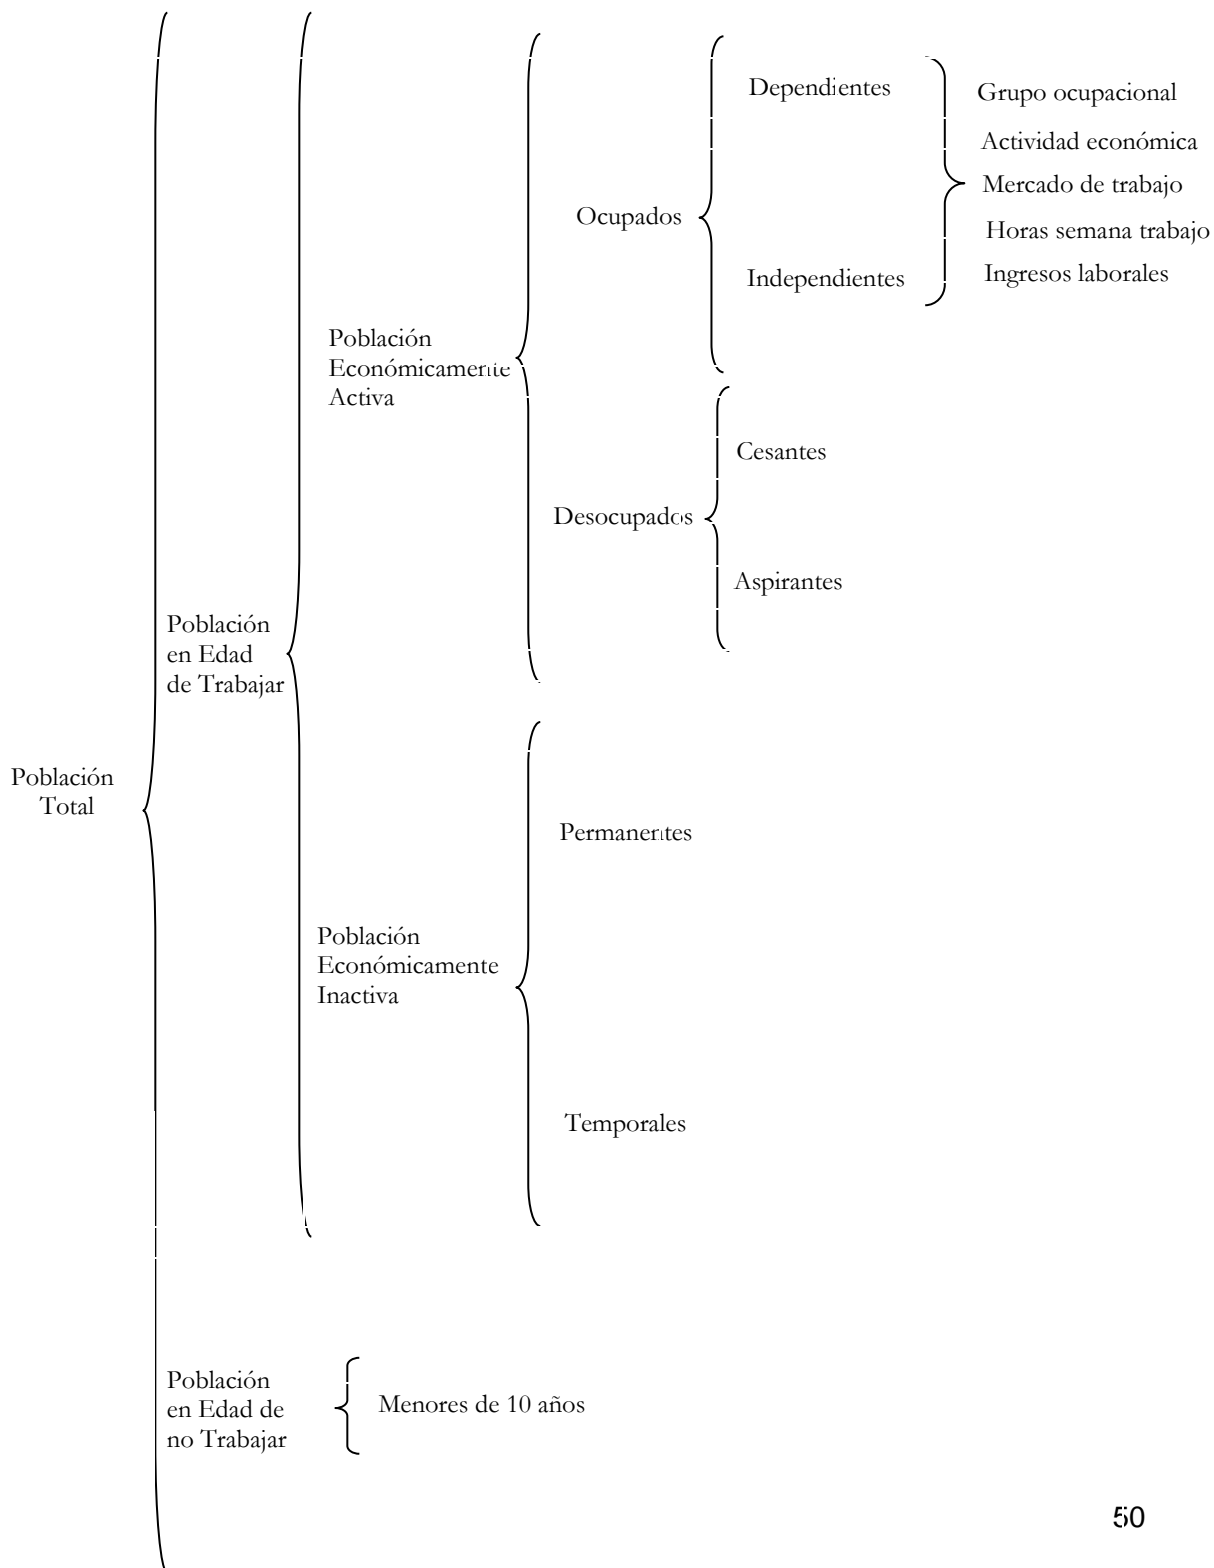 Dependientes
Grupo ocupacional
Actividad económica
Mercado de trabajo
Ocupados
Horas semana trabajo
Independientes
Ingresos laborales
Población
Económicamente
Activa
Cesantes
Desocupados
Aspirantes
Población
en Edad
de Trabajar
Población
Total
Permanentes
Población
Económicamente
Inactiva
Temporales
Población
en Edad de
no Trabajar
Menores de 10 años
50